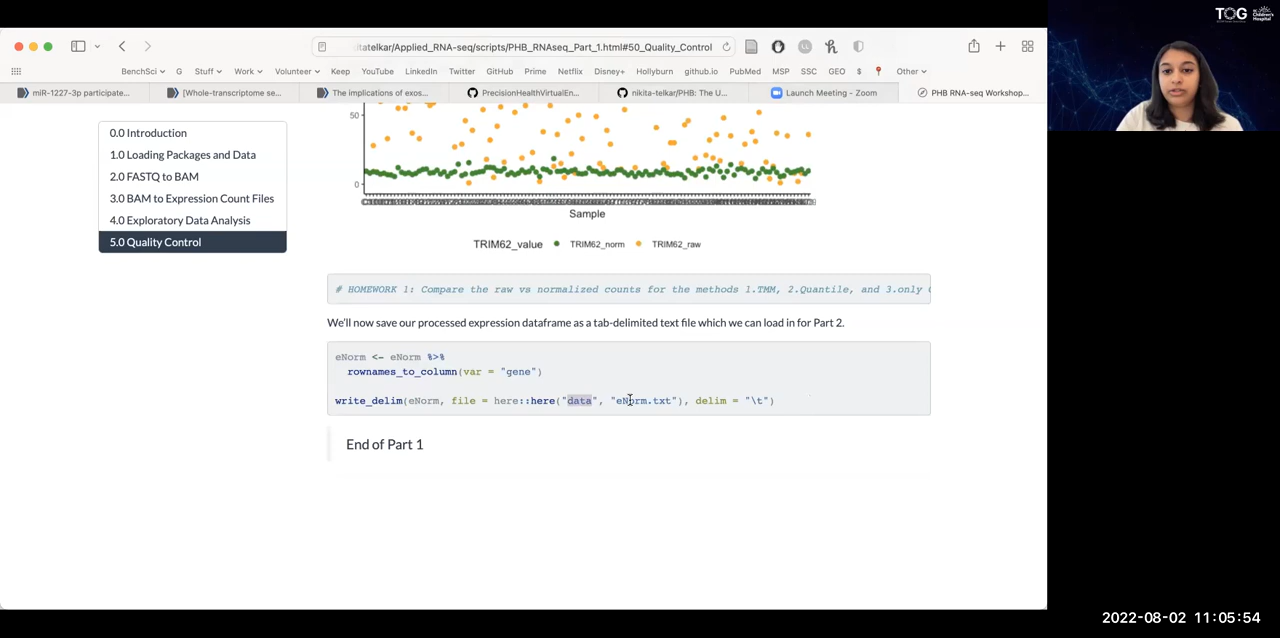 TOG BC Children's Hospital
itatelkar/Applied_RNA-seq/scripts/PHB_RNAseq_Part_1.html#50_Quality_Control
BenchSci Google Stuff Work Volunteer Keep YouTube LinkedIn Twitter GitHub Prime Netflix Disney+ Hollyburn github.io PubMed MSP SSC GEO $ Other
miR-1227-3p participate... [Whole-transcriptome se... The implications of exos... PrecisionHealthVirtualEn... nikita-telkar/PHB: The U... Launch Meeting - Zoom PHB RNA-seq Workshop...
0.0 Introduction
1.0 Loading Packages and Data
2.0 FASTQ to BAM
3.0 BAM to Expression Count Files
4.0 Exploratory Data Analysis
5.0 Quality Control
50
0
Sample
TRIM62_value TRIM62_norm TRIM62_raw
# HOMEWORK 1: Compare the raw vs normalized counts for the methods 1.TMM, 2.Quantile, and 3.only
We'll now save our processed expression dataframe as a tab-delimited text file which we can load in for Part 2.
eNorm <- eNorm %>%
rownames_to_column(var = "gene")
write_delim(eNorm, file = here::here("data", "eNorm.txt"), delim = "\t")
End of Part 1
2022-08-02 11:05:54